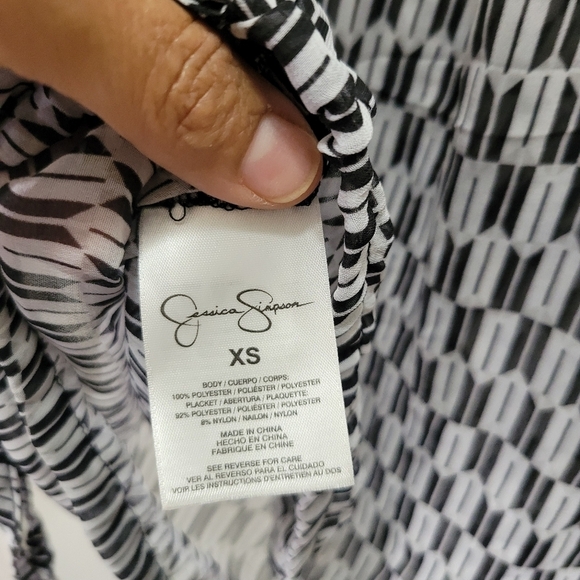 Jessica Simpson
XS
BODY / CUERPO / CORPS:
100% POLYESTER / POLIÉSTER / POLYESTER
PLACKET / ABERTURA / PLAQUETTE:
92% POLYESTER / POLIÉSTER / POLYESTER
8% NYLON / NAILON / NYLON
MADE IN CHINA
HECHO EN CHINA
FABRIQUE EN CHINE
SEE REVERSE FOR CARE
VER AL REVERSO PARA EL CUIDADO
VOIR LES INSTRUCTIONS D'ENTRETIEN AU DOS